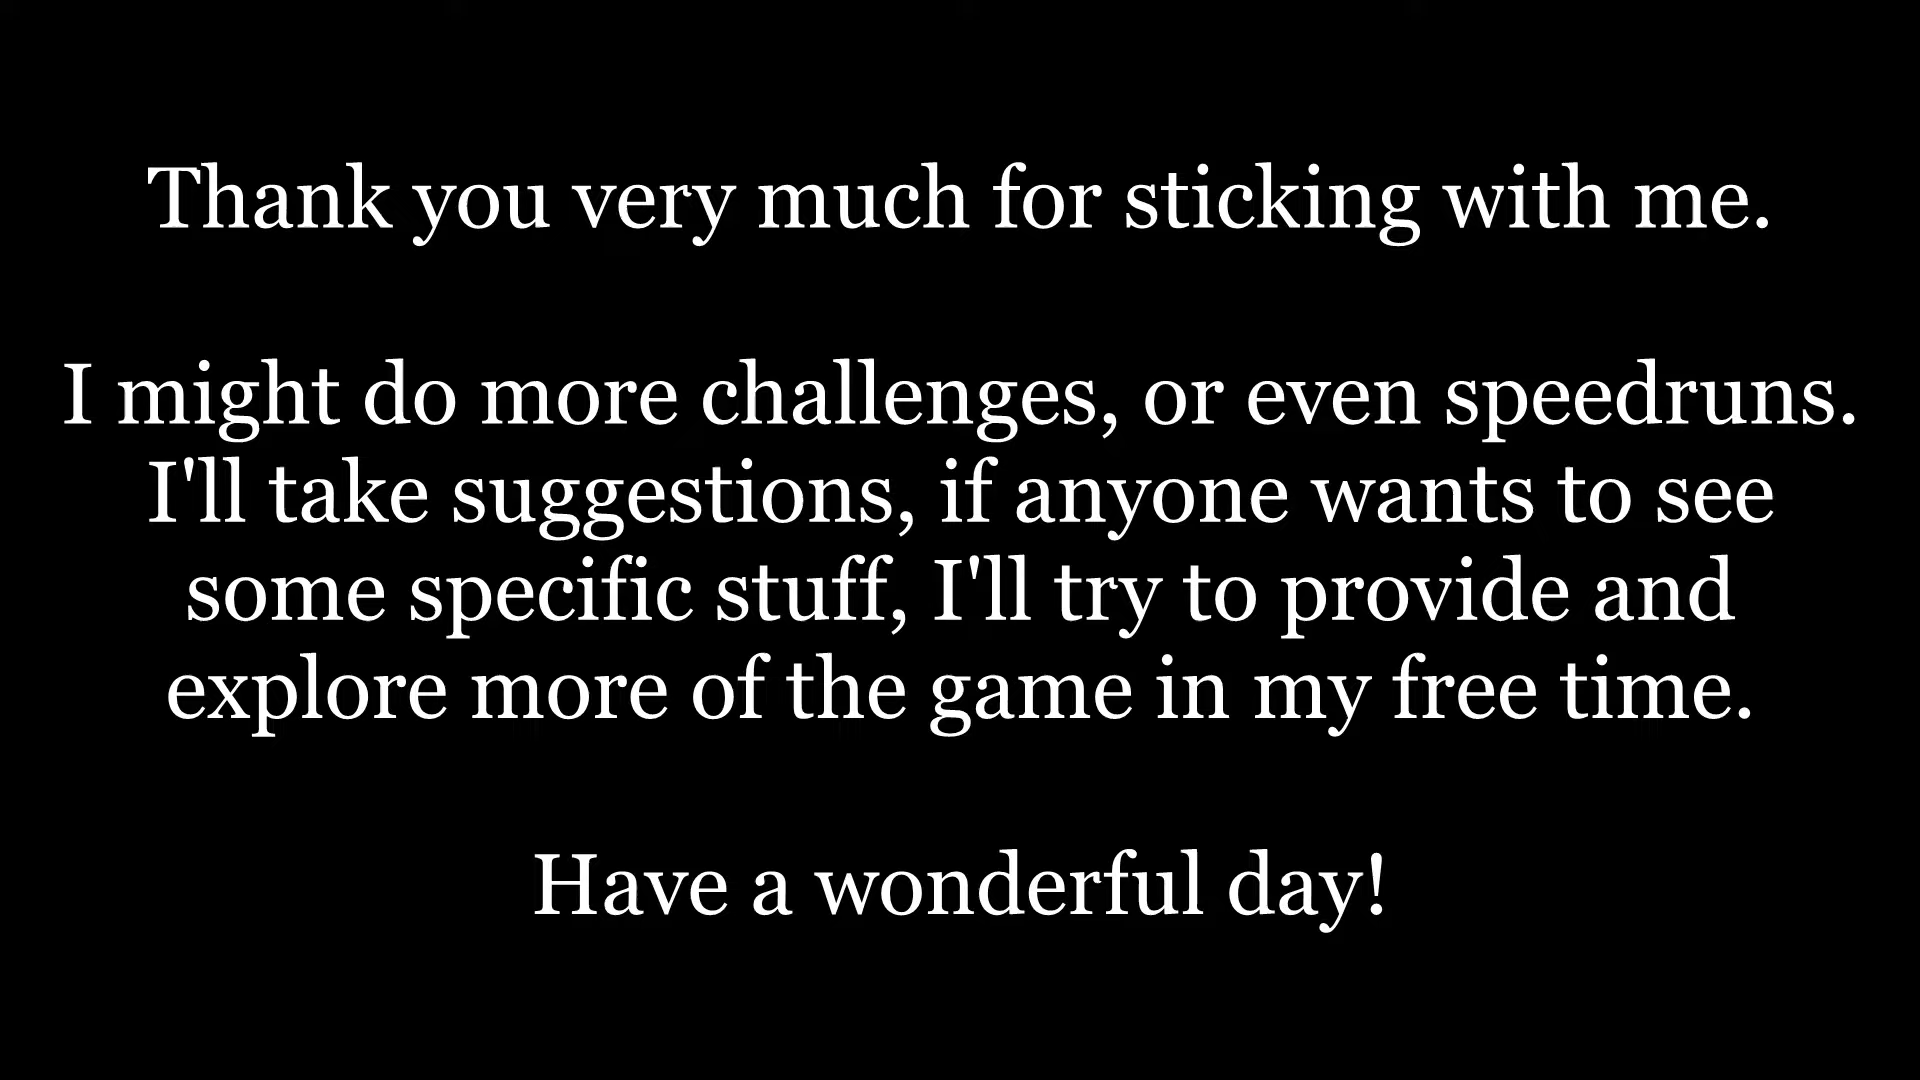 Thank you very much for sticking with me.
I might do more challenges, or even speedruns.
I'll take suggestions, if anyone wants to see
some specific stuff, I'll try to provide and
explore more of the game in my free time.
Have a wonderful day!